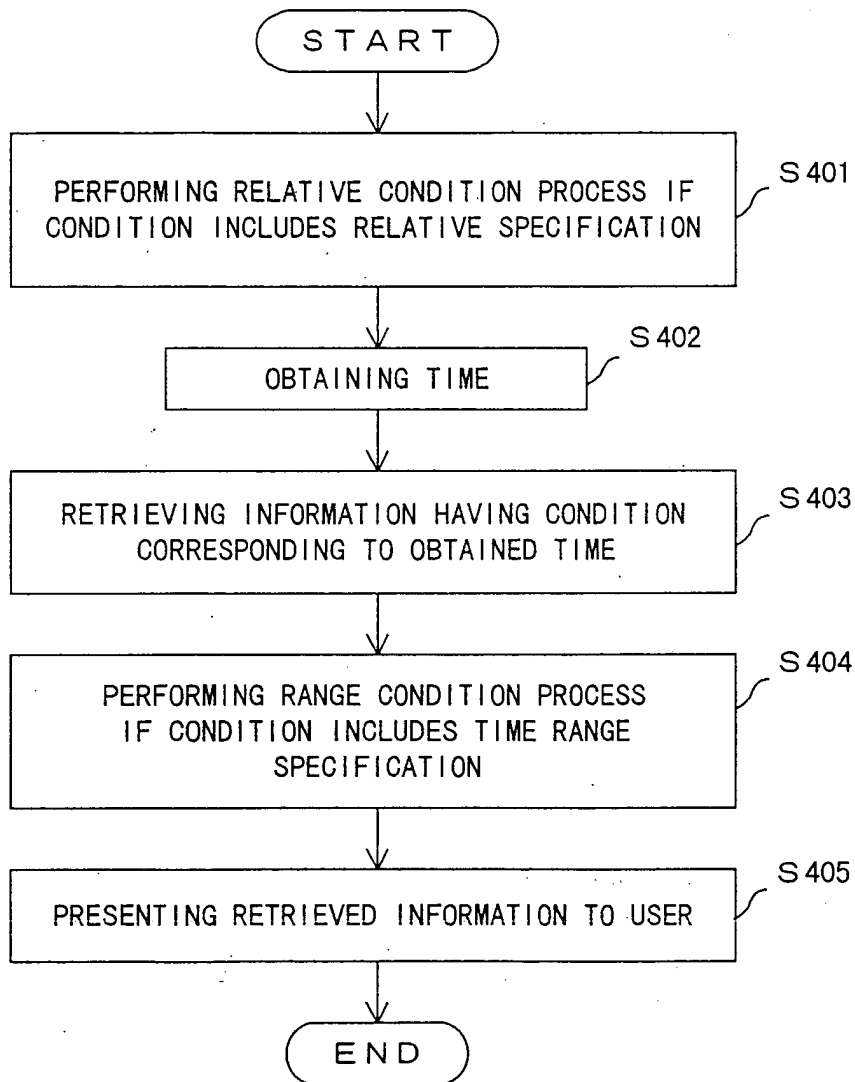 START
PERFORMING RELATIVE CONDITION PROCESS IF
CONDITION INCLUDES RELATIVE SPECIFICATION
S401
OBTAINING TIME
S402
RETRIEVING INFORMATION HAVING CONDITION
CORRESPONDING TO OBTAINED TIME
S403
PERFORMING RANGE CONDITION PROCESS
IF CONDITION INCLUDES TIME RANGE
SPECIFICATION
S404
PRESENTING RETRIEVED INFORMATION TO USER
S405
END